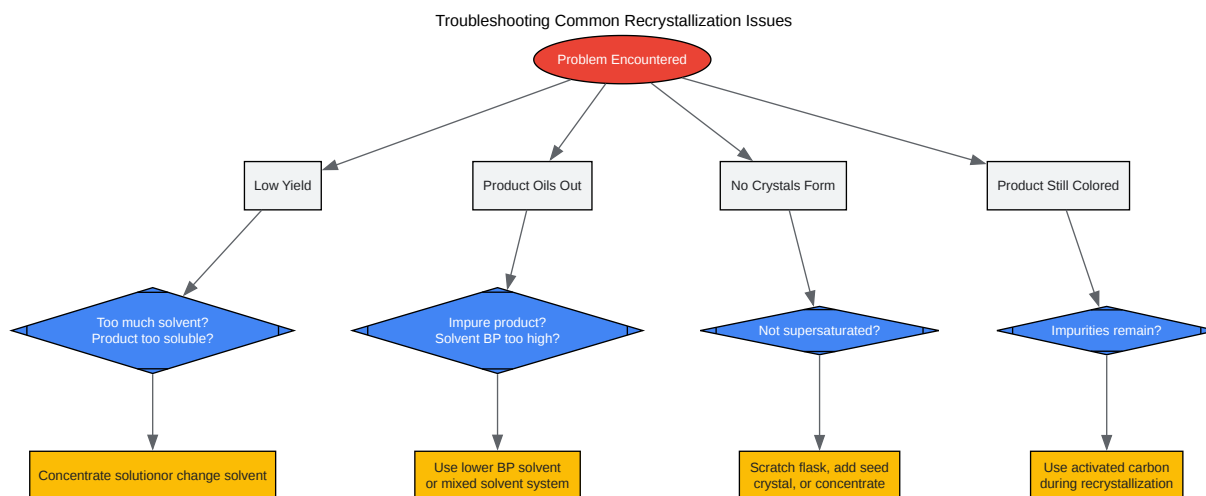 Troubleshooting Common Recrystallization Issues
Problem Encountered
Low Yield
Product Oils Out
No Crystals Form
Product Still Colored
Too much solvent?
Product too soluble?
Impure product?
Solvent BP too high?
Not supersaturated?
Impurities remain?
Concentrate solutionor change solvent
Use lower BP solvent
or mixed solvent system
Scratch flask, add seed
crystal, or concentrate
Use activated carbon
during recrystallization